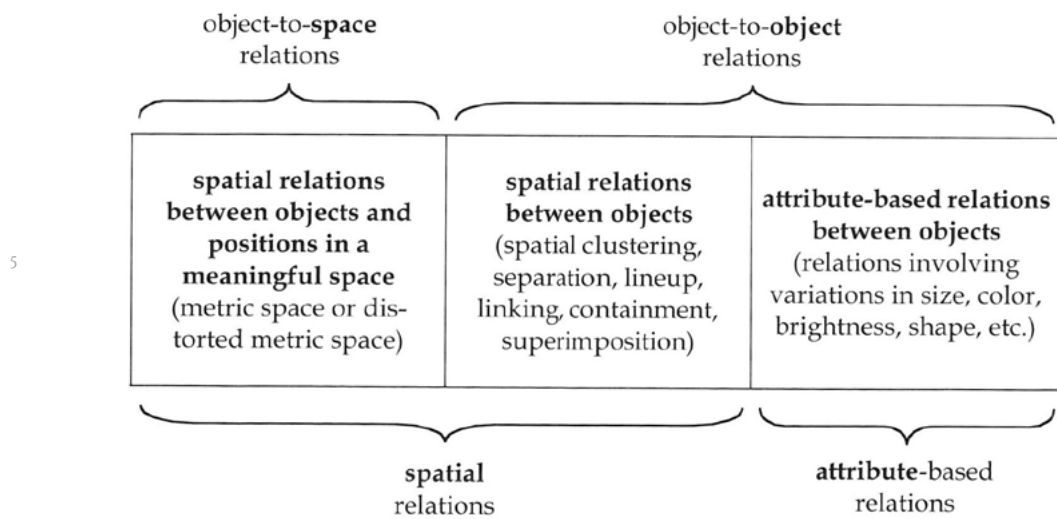 object-to-space
relations
object-to-object
relations
spatial relations
between objects and
positions in a
meaningful space
(metric space or dis-
torted metric space)
spatial relations
between objects
(spatial clustering,
separation, lineup,
linking, containment,
superimposition)
attribute-based relations
between objects
(relations involving
variations in size, color,
brightness, shape, etc.)
5
spatial
relations
attribute-based
relations